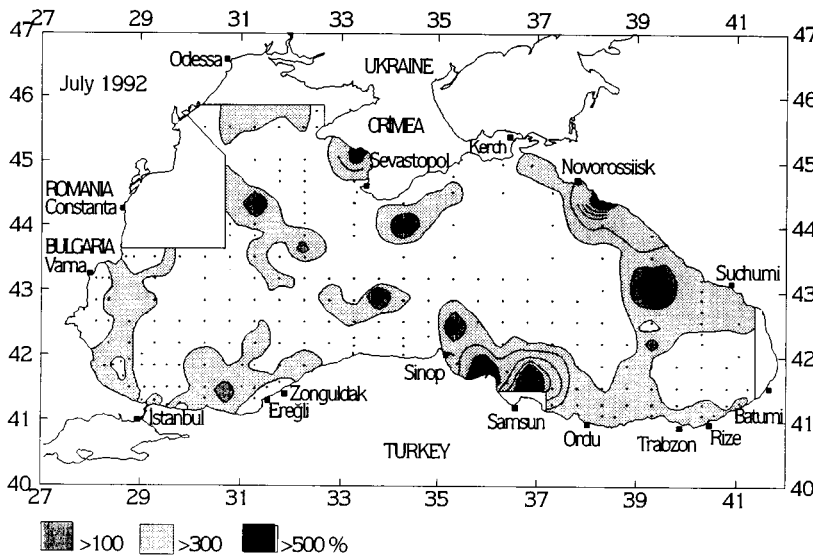 27 29 31 33 35 37 39 41
47 47
Odessa
UKRAINE
July 1992
46 46
CRIMEA
Kerch
45 45
Sevastopol
Novorossiisk
ROMANIA
Constanta
44 44
BULGARIA
Varna
Suchumi
43 43
42 42
Sinop
Zonguldak
Ereğli
Istanbul
Samsun
Batumi
41 41
Ordu
Trabzon
Rize
TURKEY
40 40
27 29 31 33 35 37 39 41
>100 >300 >500 %